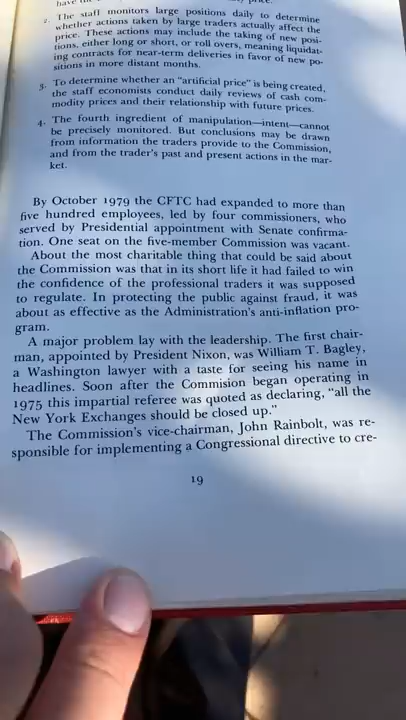 have
price.
2. The staff monitors large positions daily to determine
whether actions taken by large traders actually affect the
price. These actions may include the taking of new posi-
tions, either long or short, or roll overs, meaning liquidat-
ing contracts for near-term deliveries in favor of new po-
sitions in more distant months.
3. To determine whether an "artificial price" is being created,
the staff economists conduct daily reviews of cash com-
modity prices and their relationship with future prices.
4. The fourth ingredient of manipulation—intent—cannot
be precisely monitored. But conclusions may be drawn
from information the traders provide to the Commission,
and from the trader's past and present actions in the mar-
ket.
By October 1979 the CFTC had expanded to more than
five hundred employees, led by four commissioners, who
served by Presidential appointment with Senate confirma-
tion. One seat on the five-member Commission was vacant.
About the most charitable thing that could be said about
the Commission was that in its short life it had failed to win
the confidence of the professional traders it was supposed
to regulate. In protecting the public against fraud, it was
about as effective as the Administration's anti-inflation pro-
gram.
A major problem lay with the leadership. The first chair-
man, appointed by President Nixon, was William T. Bagley,
a Washington lawyer with a taste for seeing his name in
headlines. Soon after the Commision began operating in
1975 this impartial referee was quoted as declaring, "all the
New York Exchanges should be closed up."
The Commission's vice-chairman, John Rainbolt, was re-
sponsible for implementing a Congressional directive to cre-
19